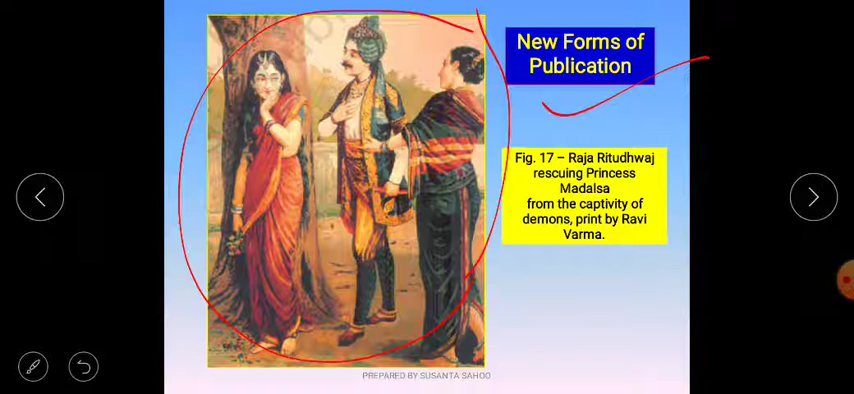 New Forms of
Publication
Fig. 17 – Raja Ritudhwaj
rescuing Princess
Madalsa
from the captivity of
demons, print by Ravi
Varma.
PREPARED BY SUSANTA SAHOO